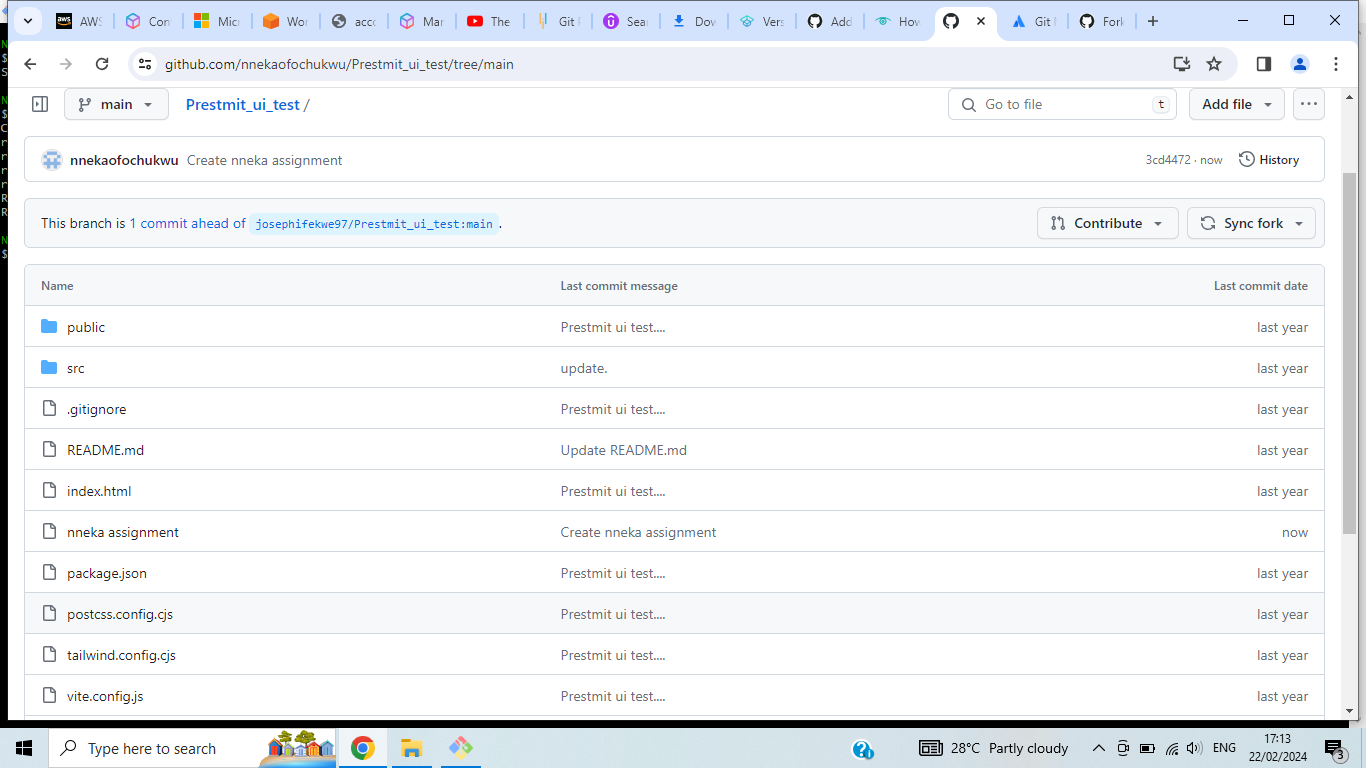 AWS
Con
Micr
Wor
acco
Mar
The
Git
Sear
Dov
Vers
Add
How
Git
Fork
github.com/nnekaofochukwu/Prestmit_ui_test/tree/main
main
Prestmit_ui_test /
Go to file
t
Add file
nnekaofochukwu Create nneka assignment
3cd4472 · now
History
This branch is 1 commit ahead of josephifekwe97/Prestmit_ui_test:main .
Contribute
Sync fork
Name Last commit message Last commit date
public Prestmit ui test.... last year
src update. last year
.gitignore Prestmit ui test.... last year
README.md Update README.md last year
index.html Prestmit ui test.... last year
nneka assignment Create nneka assignment now
package.json Prestmit ui test.... last year
postcss.config.cjs Prestmit ui test.... last year
tailwind.config.cjs Prestmit ui test.... last year
vite.config.js Prestmit ui test.... last year
Type here to search
28°C Partly cloudy
ENG
17:13
22/02/2024
3